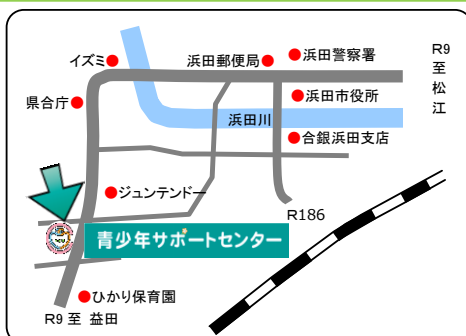 イズミ
浜田郵便局
浜田警察署
R9
至
松
江
県合庁
浜田市役所
浜田川
合銀浜田支店
ジュンテンドー
R186
青少年サポートセンター
ひかり保育園
R9 至 益田